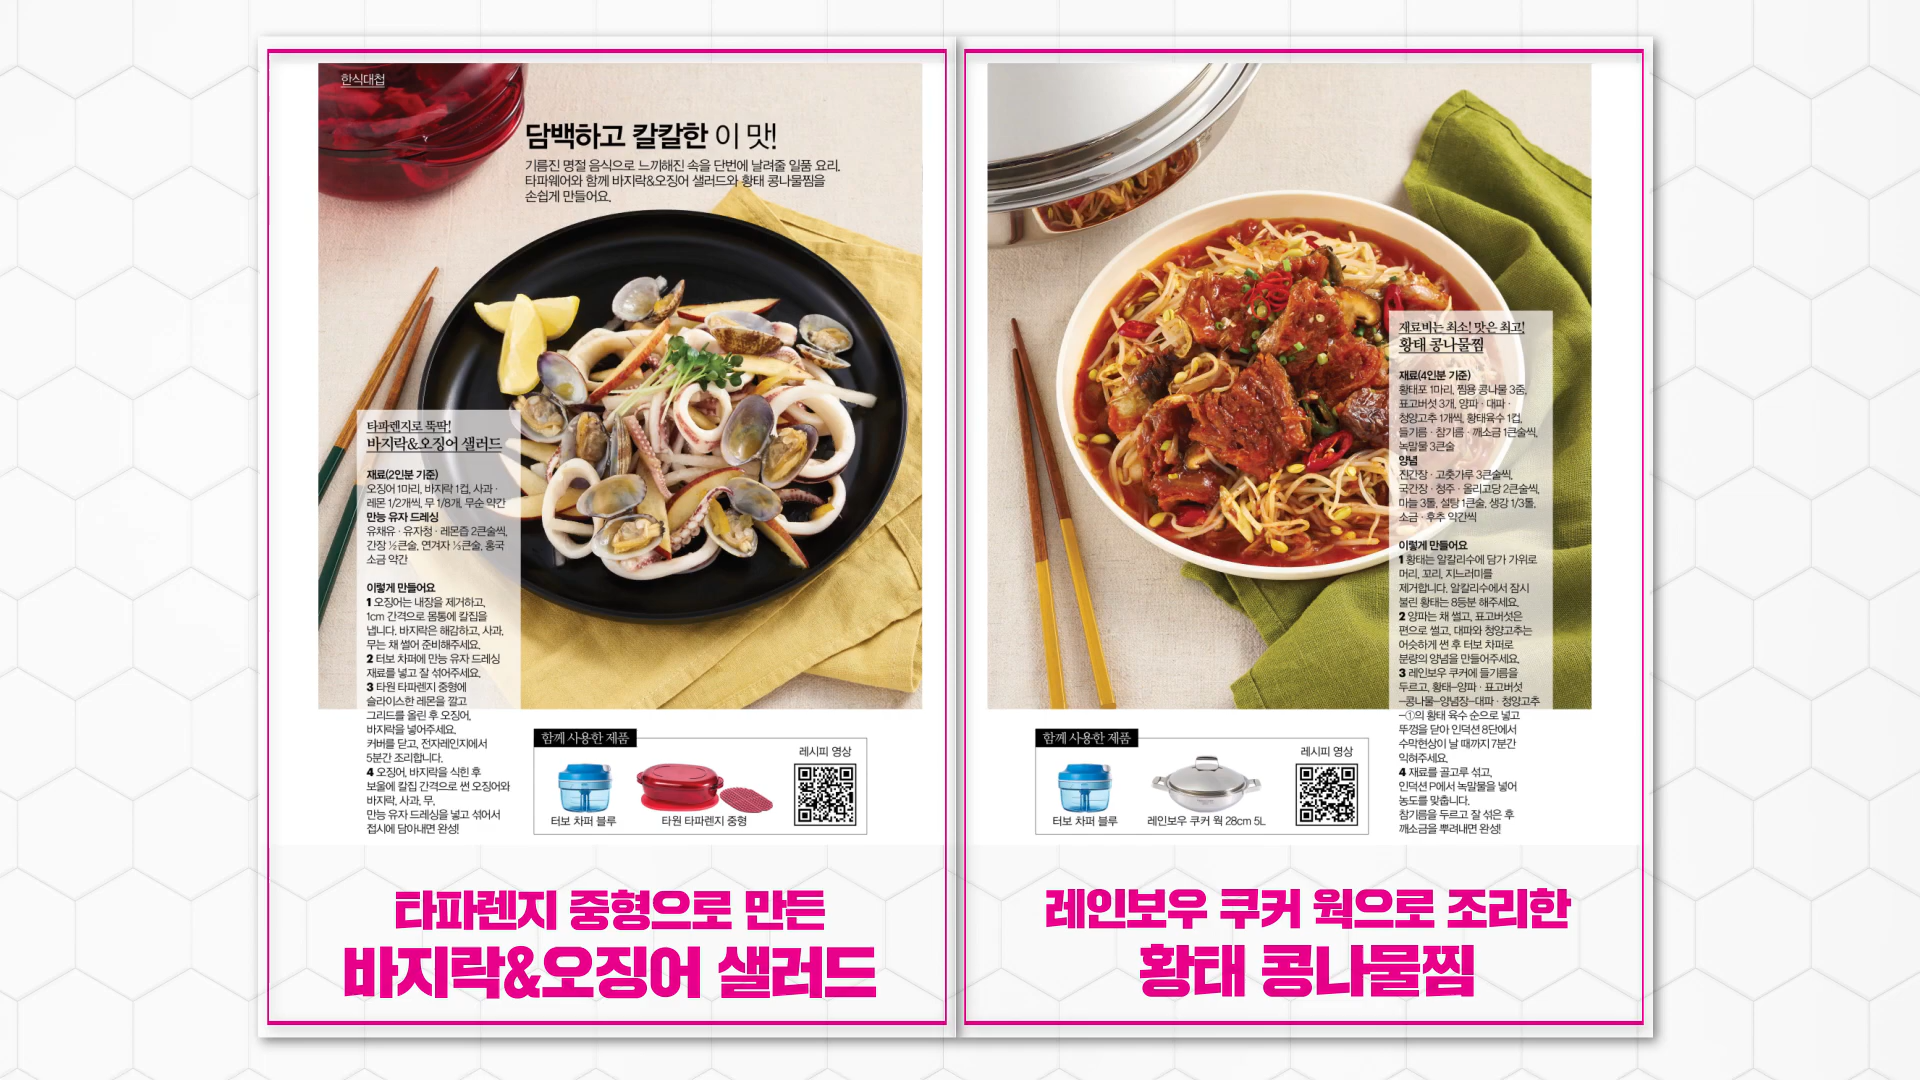 한식대첩
담백하고 칼칼한 이 맛!
기름진 명절 음식으로 느끼해진 속을 단번에 날려줄 일품 요리.
타파웨어와 함께 바지락&오징어 샐러드와 황태 콩나물찜을
손쉽게 만들어요.
타파렌지로 뚝딱!
바지락&오징어 샐러드
재료(2인분 기준)
오징어 1마리, 바지락 1컵, 사과 ·
레몬 1/2개씩, 무 1/8개, 무순 약간
만능 유자 드레싱
유채유 · 유자청 · 레몬즙 2큰술씩,
간장 ½큰술, 연겨자 ⅓큰술, 홍국
소금 약간
이렇게 만들어요
1 오징어는 내장을 제거하고,
1cm 간격으로 몸통에 칼집을
냅니다. 바지락은 해감하고, 사과,
무는 채 썰어 준비해주세요.
2 터보 차퍼에 만능 유자 드레싱
재료를 넣고 잘 섞어주세요.
3 타원 타파렌지 중형에
슬라이스한 레몬을 깔고
그리드를 올린 후 오징어,
바지락을 넣어주세요.
커버를 닫고, 전자레인지에서
5분간 조리합니다.
4 오징어, 바지락을 식힌 후
보울에 칼집 간격으로 썬 오징어와
바지락, 사과, 무,
만능 유자 드레싱을 넣고 섞어서
접시에 담아내면 완성!
함께 사용한 제품
레시피 영상
터보 차퍼 블루
타원 타파렌지 중형
타파렌지 중형으로 만든
바지락&오징어 샐러드
재료비는 최소! 맛은 최고!
황태 콩나물찜
재료(4인분 기준)
황태포 1마리, 찜용 콩나물 3줌,
표고버섯 3개, 양파 · 대파 ·
청양고추 1개씩, 황태육수 1컵,
들기름 · 참기름 · 깨소금 1큰술씩,
녹말물 3큰술
양념
진간장 · 고춧가루 3큰술씩,
국간장 · 청주 · 올리고당 2큰술씩,
마늘 3톨, 설탕 1큰술, 생강 1/3톨,
소금 · 후추 약간씩
이렇게 만들어요
1 황태는 알칼리수에 담가 가위로
머리, 꼬리, 지느러미를
제거합니다. 알칼리수에서 잠시
불린 황태는 8등분 해주세요.
2 양파는 채 썰고, 표고버섯은
편으로 썰고, 대파와 청양고추는
어슷하게 썬 후 터보 차퍼로
분량의 양념을 만들어주세요.
3 레인보우 쿠커에 들기름을
두르고, 황태-양파 · 표고버섯
-콩나물-양념장-대파 · 청양고추
-①의 황태 육수 순으로 넣고
뚜껑을 닫아 인덕션 8단에서
수막현상이 날 때까지 7분간
익혀주세요.
4 재료를 골고루 섞고,
인덕션 P에서 녹말물을 넣어
농도를 맞춥니다.
참기름을 두르고 잘 섞은 후
깨소금을 뿌려내면 완성!
함께 사용한 제품
레시피 영상
터보 차퍼 블루
레인보우 쿠커 웍 28cm 5L
레인보우 쿠커 웍으로 조리한
황태 콩나물찜